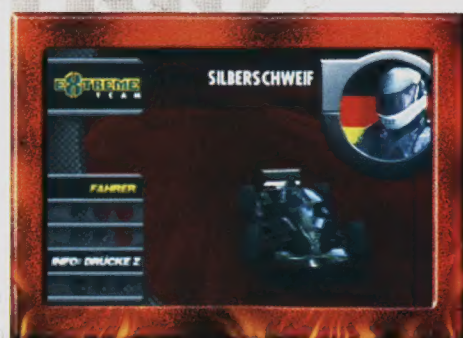 SILBERSCHWEIF
EXTREME
TEAM
FAHRER
INFO: DRÜCKE Z